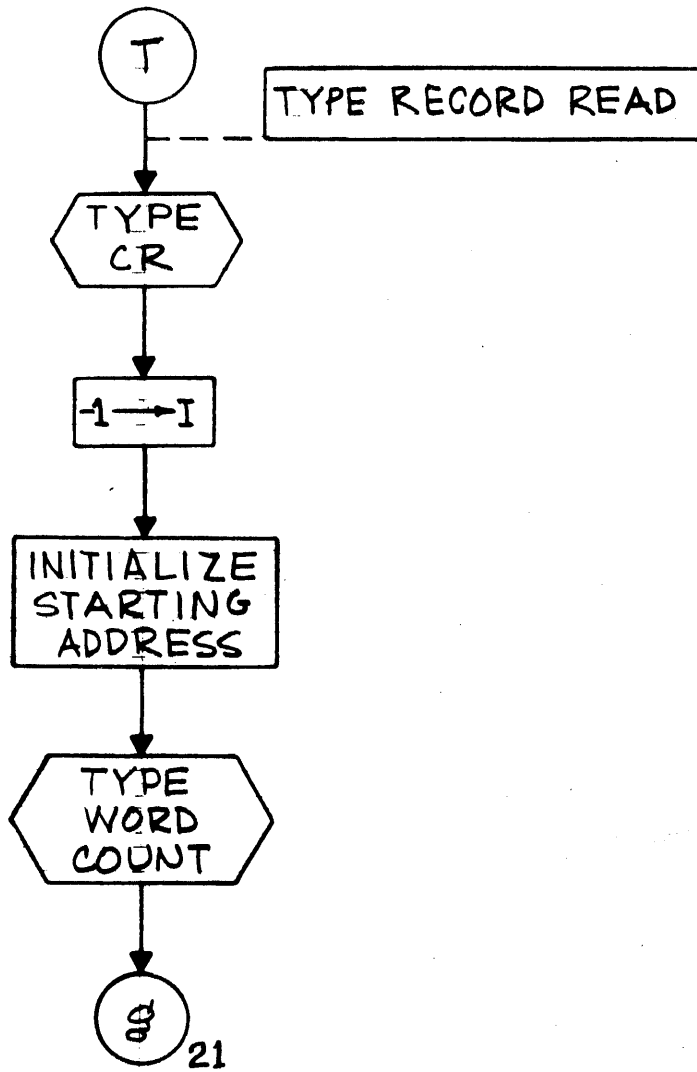 T
TYPE RECORD READ
TYPE
CR
-1→I
INITIALIZE
STARTING
ADDRESS
TYPE
WORD
COUNT
21